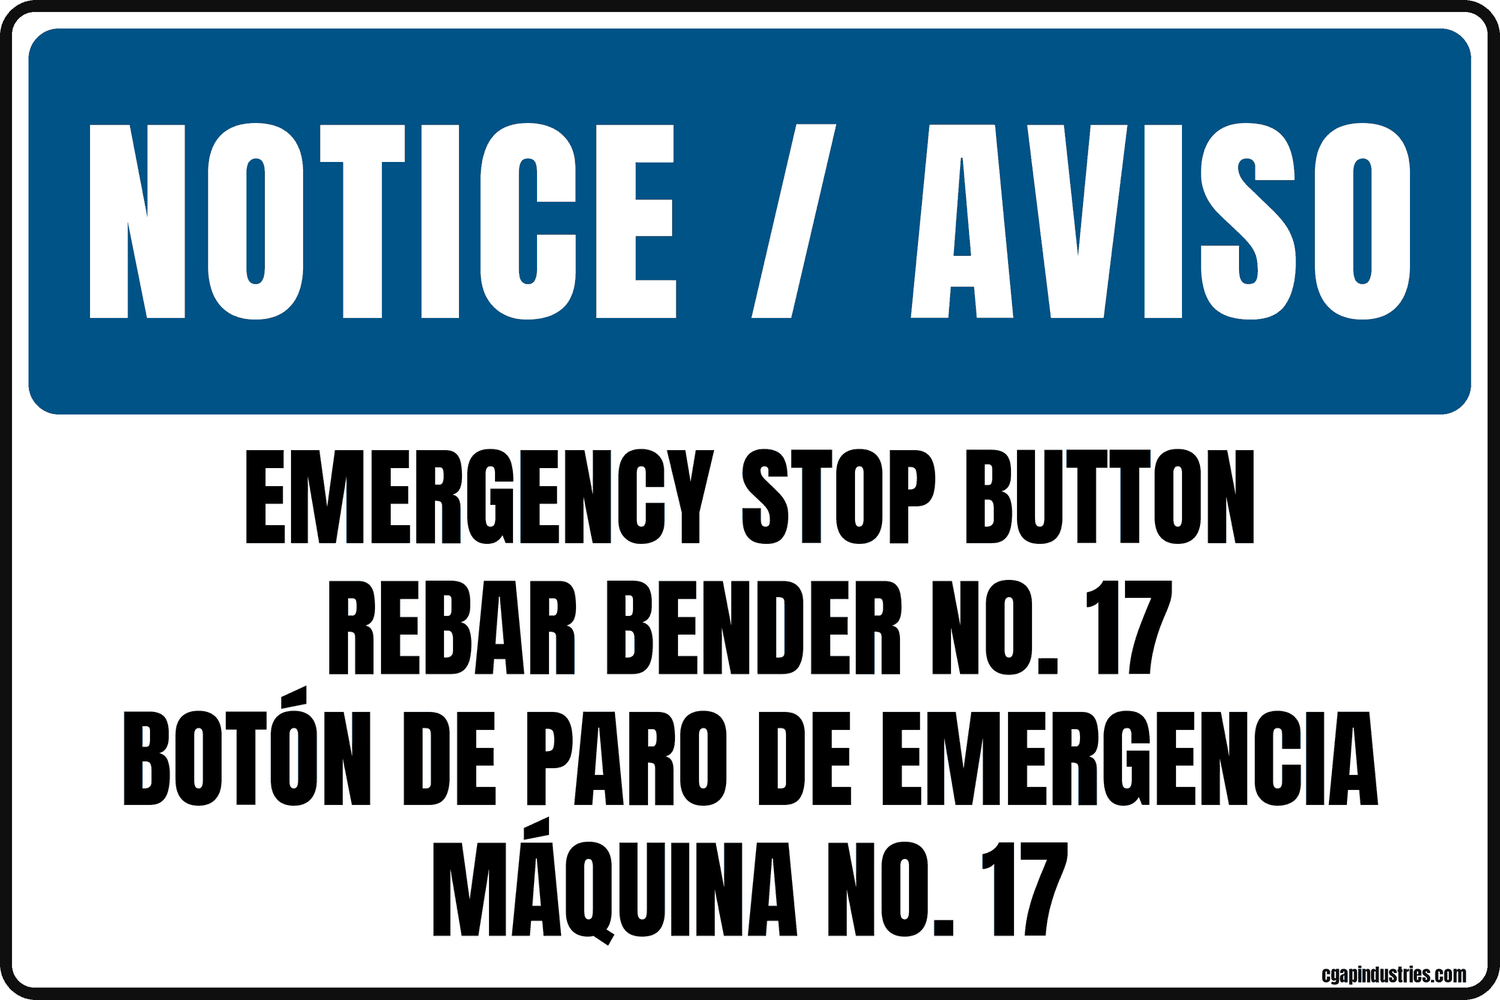 NOTICE / AVISO
EMERGENCY STOP BUTTON
REBAR BENDER NO. 17
BOTÓN DE PARO DE EMERGENCIA
MÁQUINA NO. 17
cgapindustries.com